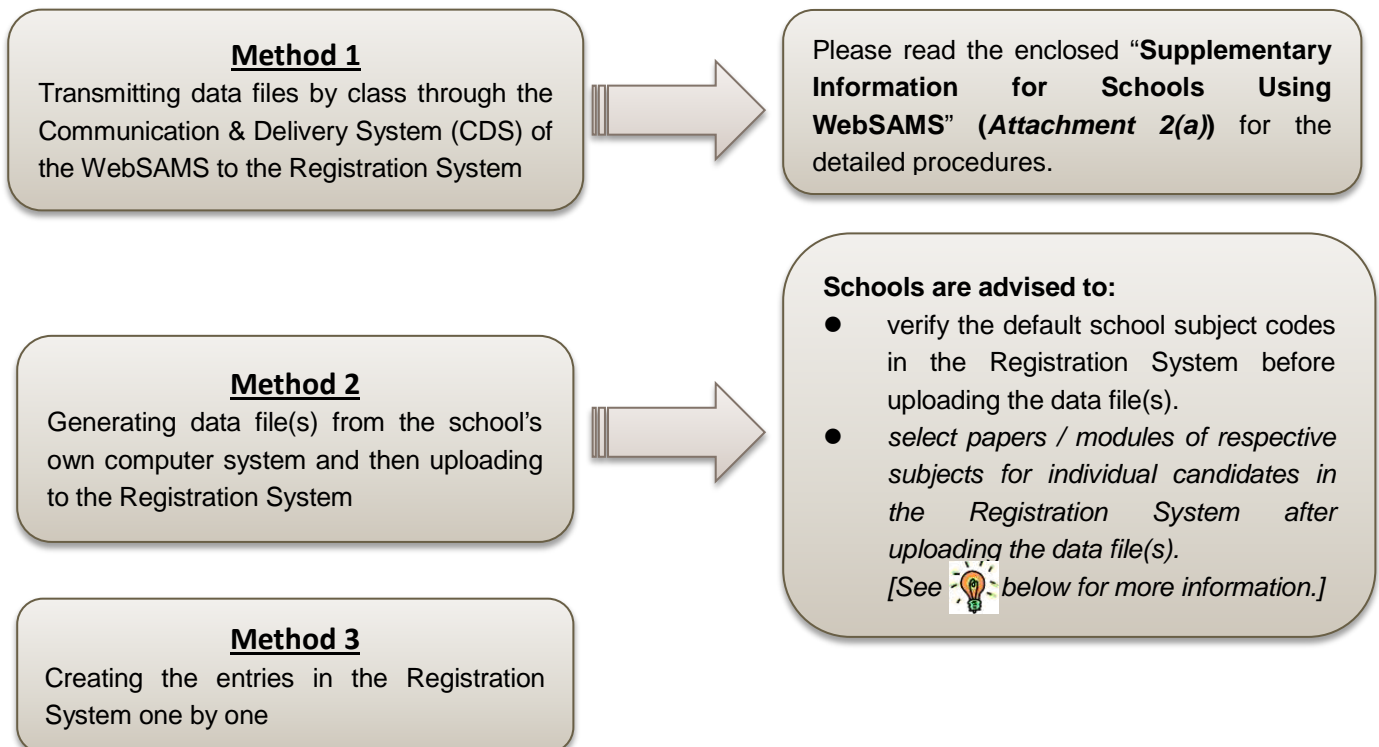 Method 1
Transmitting data files by class through the
Communication & Delivery System (CDS) of
the WebSAMS to the Registration System
Please read the enclosed “Supplementary
Information for Schools Using
WebSAMS” (Attachment 2(a)) for the
detailed procedures.
Method 2
Generating data file(s) from the school’s
own computer system and then uploading
to the Registration System
Schools are advised to:
● verify the default school subject codes
in the Registration System before
uploading the data file(s).
● select papers / modules of respective
subjects for individual candidates in
the Registration System after
uploading the data file(s).
[See below for more information.]
Method 3
Creating the entries in the Registration
System one by one